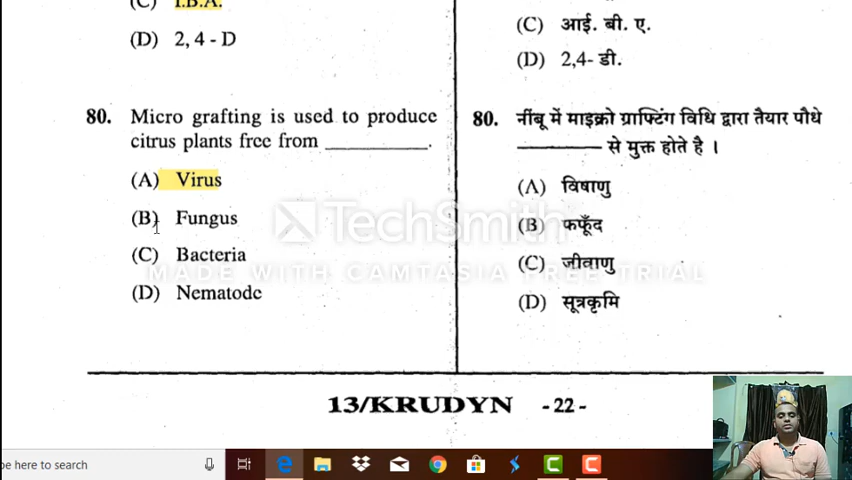 (C) I.B.A.
(D) 2, 4 - D
80. Micro grafting is used to produce
citrus plants free from __________.
(A) Virus
(B) Fungus
(C) Bacteria
(D) Nematode
(C) आई. बी. ए.
(D) 2,4- डी.
80. नींबू में माइक्रो ग्राफ्टिंग विधि द्वारा तैयार पौधे
________ से मुक्त होते है ।
(A) विषाणु
(B) फफूँद
(C) जीवाणु
(D) सूत्रकृमि
TechSmith
MADE WITH CAMTASIA FREE TRIAL
13/KRUDYN - 22 -
pe here to search